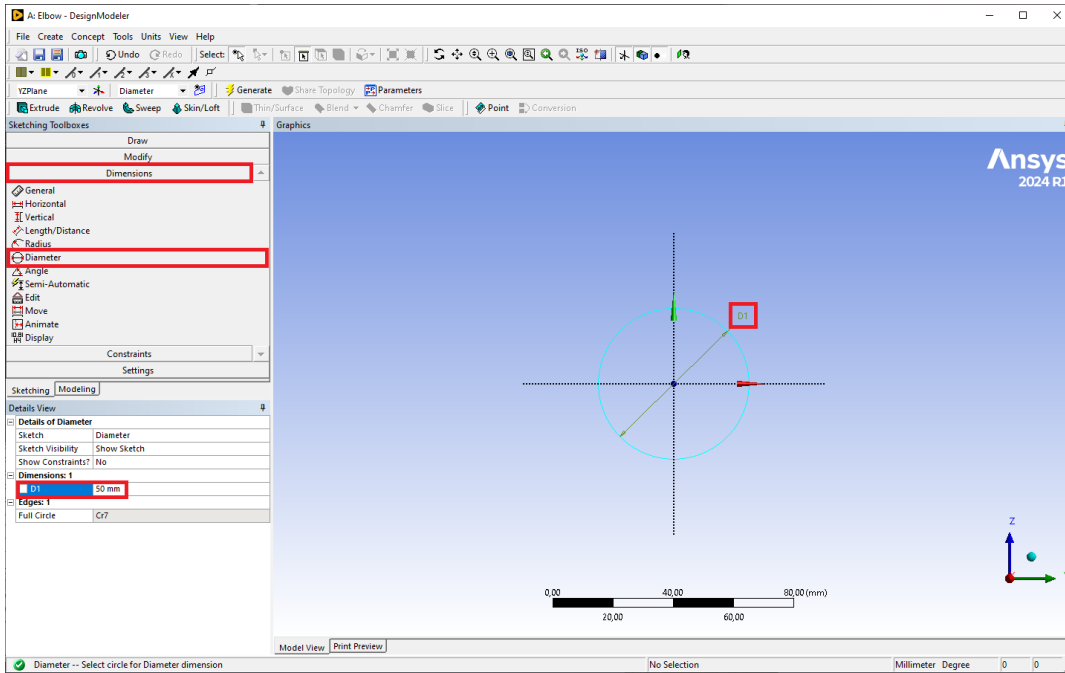 A: Elbow - DesignModeler
File Create Concept Tools Units View Help
Undo Redo Select:
YZPlane Diameter Generate Share Topology Parameters
Extrude Revolve Sweep Skin/Loft Thin/Surface Blend Chamfer Slice Point Conversion
Sketching Toolboxes
Draw
Modify
Dimensions
General
Horizontal
Vertical
Length/Distance
Radius
Diameter
Angle
Semi-Automatic
Edit
Move
Animate
Display
Constraints
Settings
Sketching Modeling
Details View
Details of Diameter
Sketch Diameter
Sketch Visibility Show Sketch
Show Constraints? No
Dimensions: 1
D1 50 mm
Edges: 1
Full Circle Cr7
Graphics
Ansys
2024 R1
D1
Z
0,00 40,00 80,00 (mm)
20,00 60,00
Model View Print Preview
Diameter -- Select circle for Diameter dimension No Selection Millimeter Degree 0 0